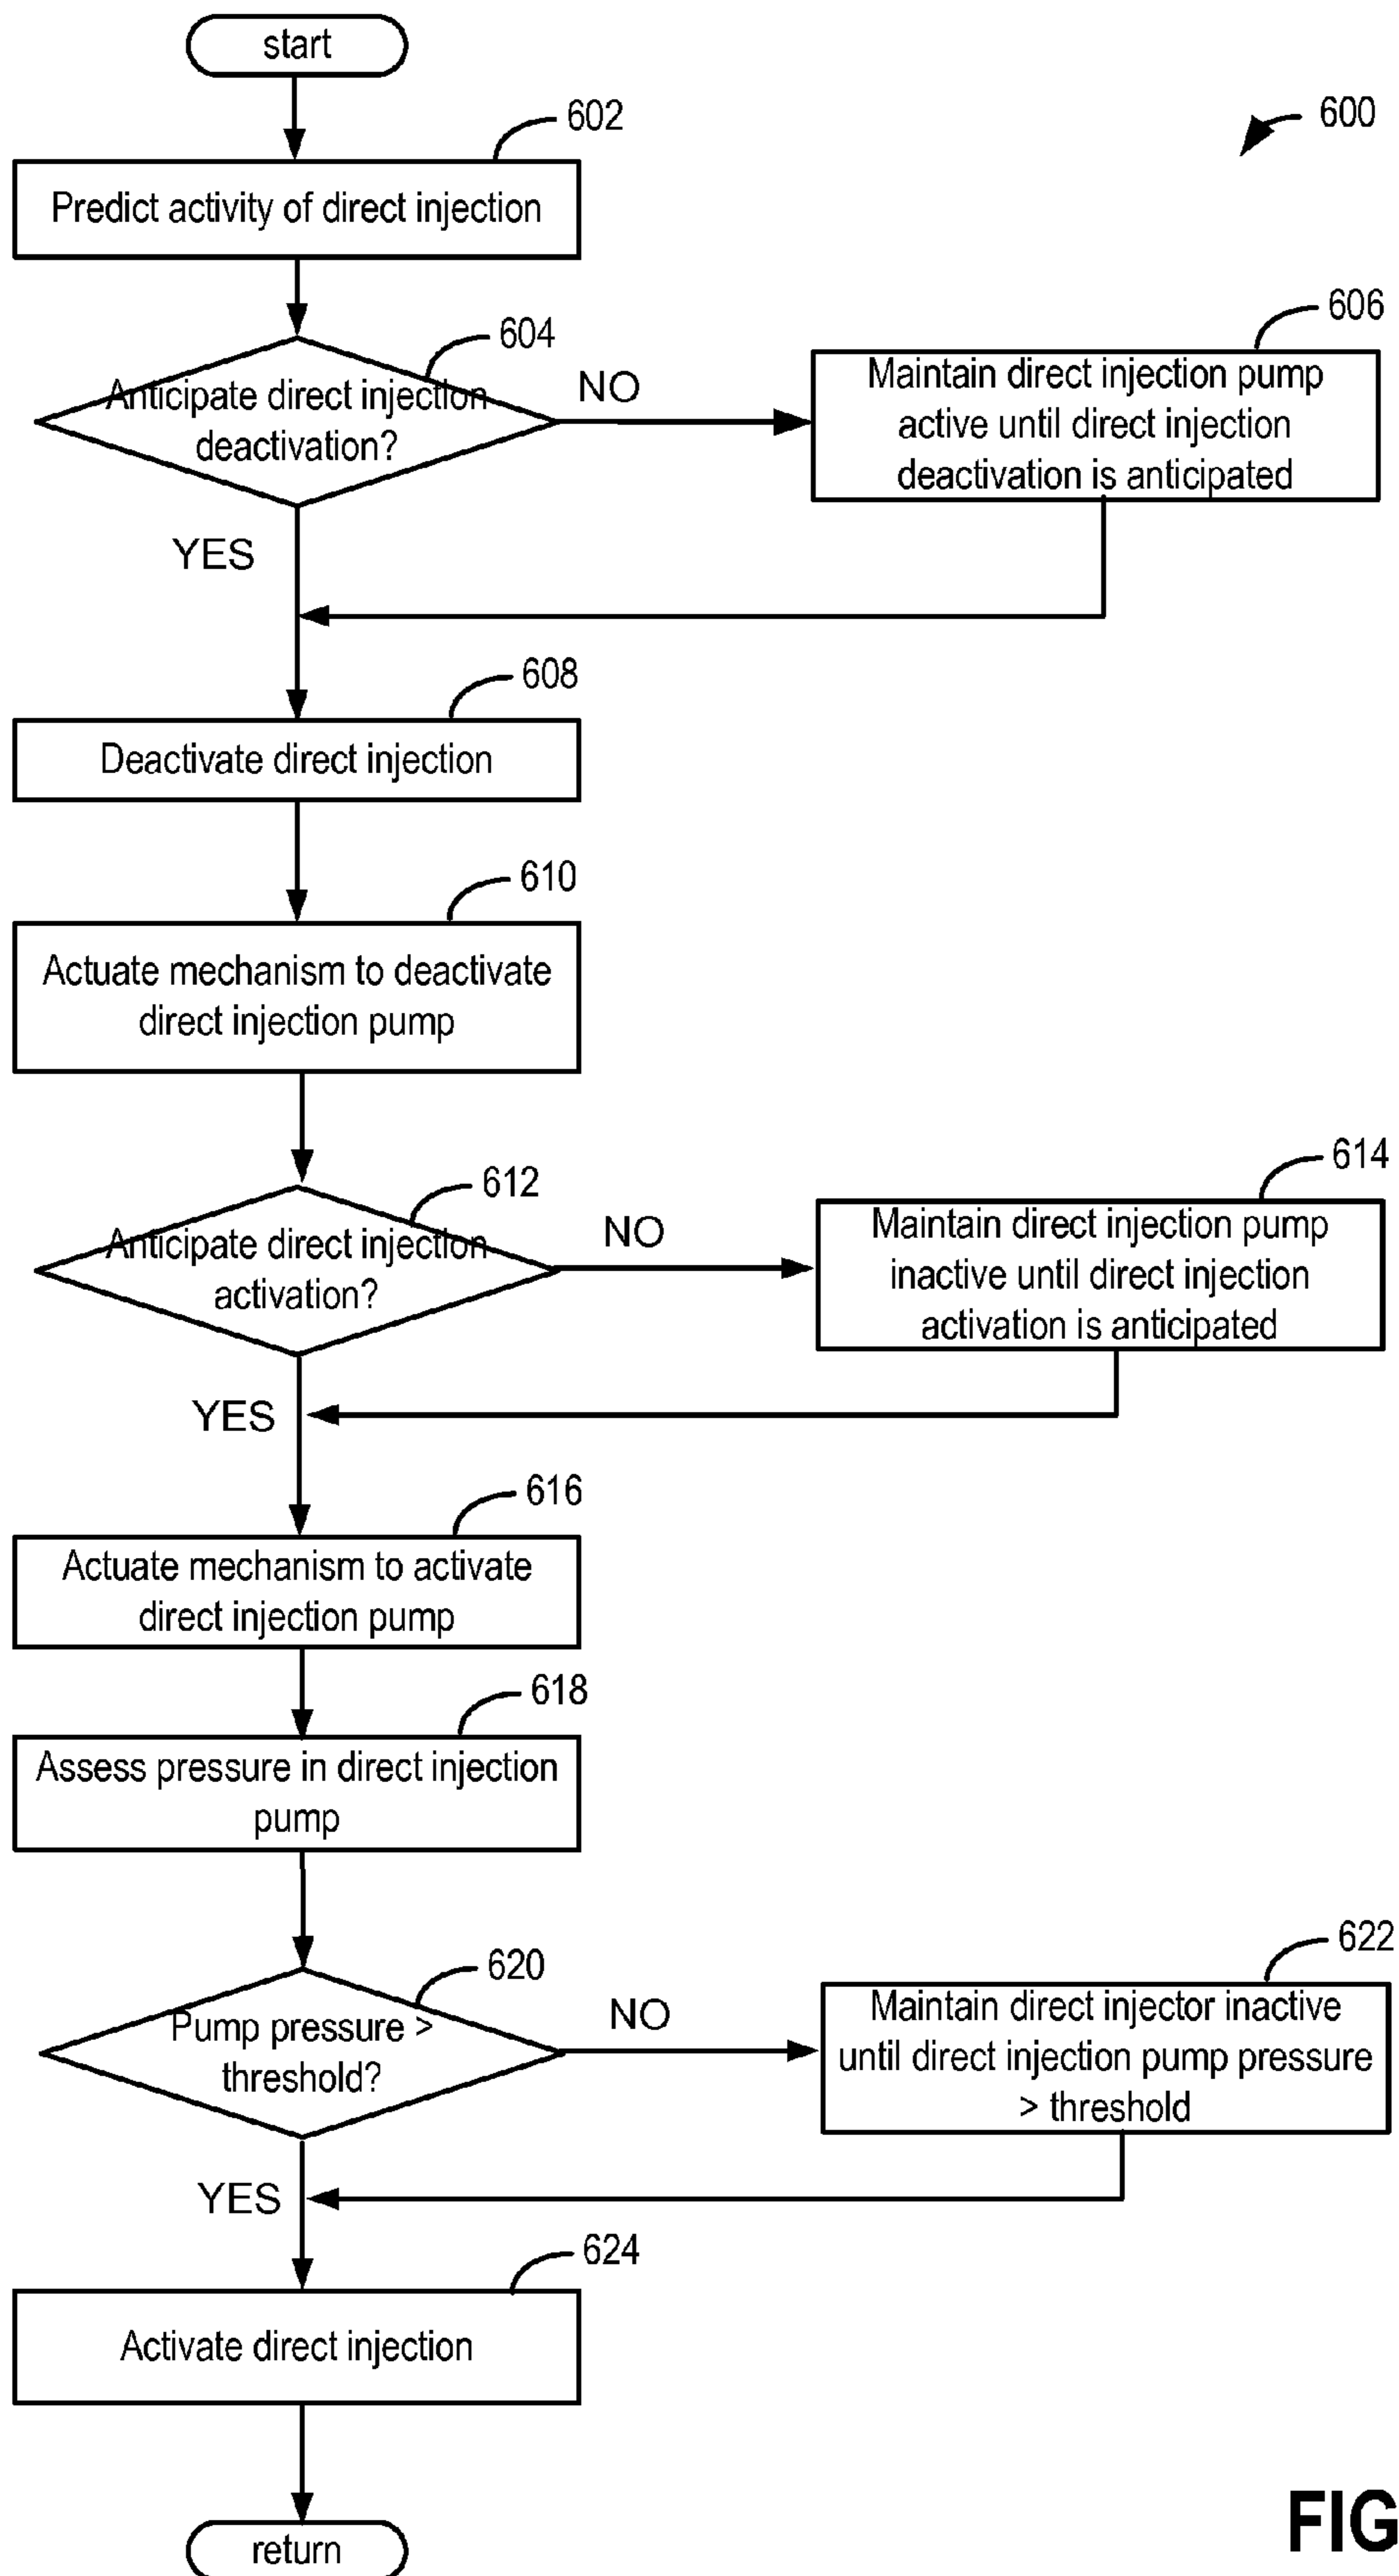 start
602
600
Predict activity of direct injection
604
606
Anticipate direct injection
deactivation?
NO
Maintain direct injection pump
active until direct injection
deactivation is anticipated
YES
608
Deactivate direct injection
610
Actuate mechanism to deactivate
direct injection pump
612
614
Anticipate direct injection
activation?
NO
Maintain direct injection pump
inactive until direct injection
activation is anticipated
YES
616
Actuate mechanism to activate
direct injection pump
618
Assess pressure in direct injection
pump
620
622
Pump pressure >
threshold?
NO
Maintain direct injector inactive
until direct injection pump pressure
> threshold
YES
624
Activate direct injection
return
FIG